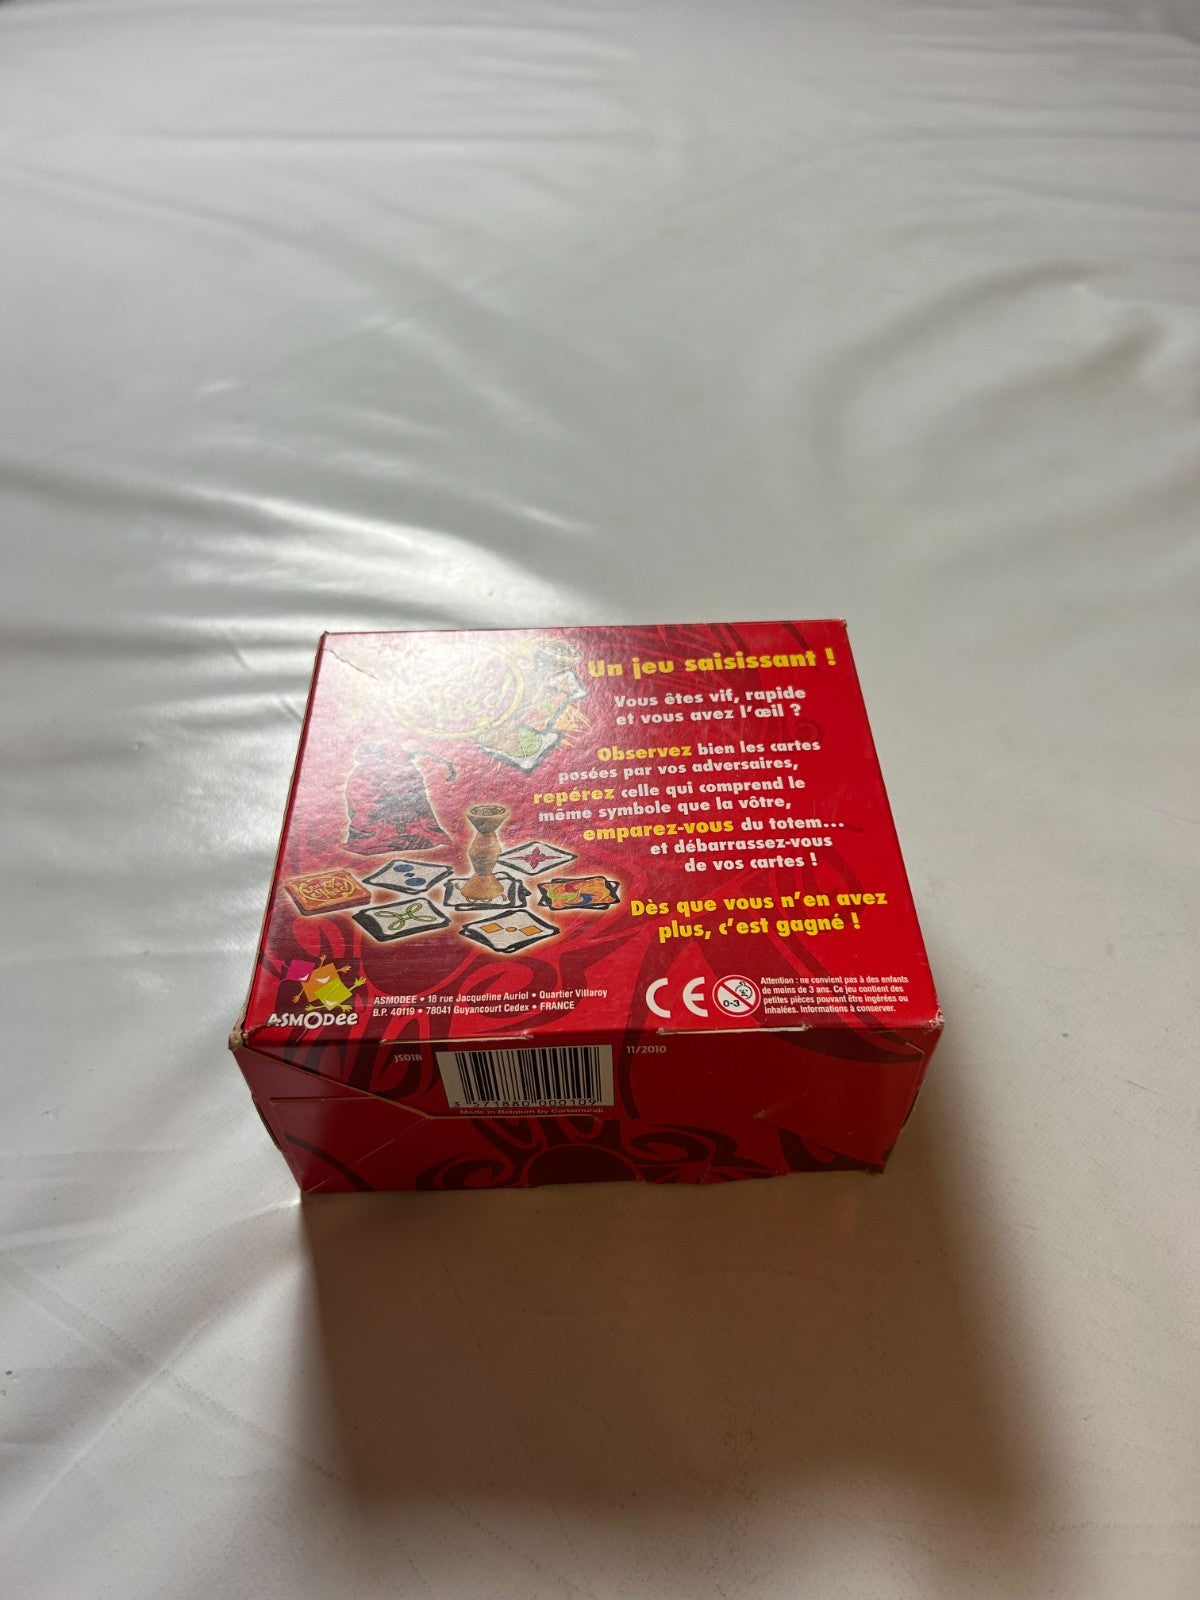 Jungle
Speed
Un jeu saisissant !
Vous êtes vif, rapide
et vous avez l'œil ?
Observez bien les cartes
posées par vos adversaires,
repérez celle qui comprend le
même symbole que la vôtre,
emparez-vous du totem...
et débarrassez-vous
de vos cartes !
Dès que vous n'en avez
plus, c'est gagné !
ASMODee
ASMODEE • 18 rue Jacqueline Auriol • Quartier Villaroy
B.P. 40119 • 78041 Guyancourt Cedex • FRANCE
CE
0-3
Attention : ne convient pas à des enfants
de moins de 3 ans. Ce jeu contient des
petites pièces pouvant être ingérées ou
inhalées. Informations à conserver.
JS01B
11/2010
3 571880 000109
Made in Belgium by Cartamundi